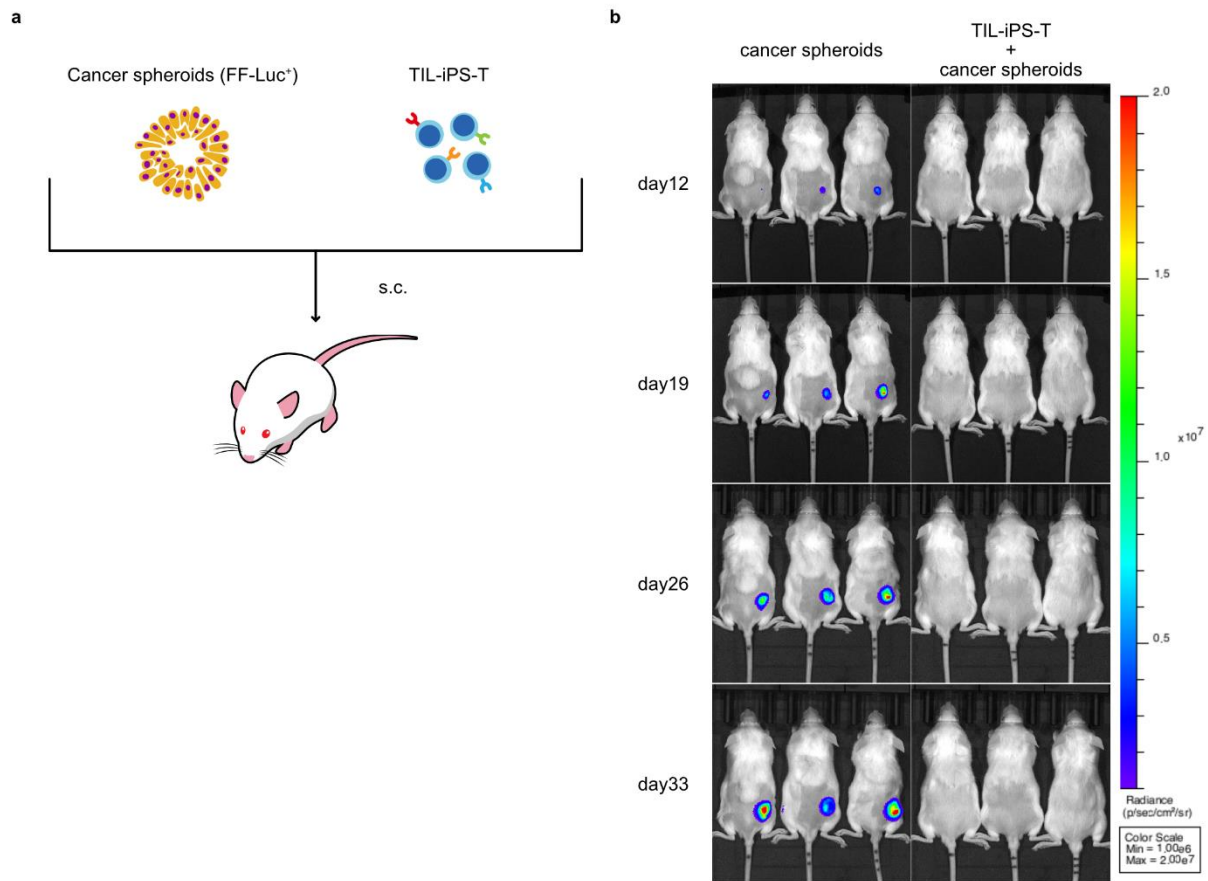 a
Cancer spheroids (FF-Luc⁺)
TIL-iPS-T
s.c.
b
cancer spheroids
TIL-iPS-T
+
cancer spheroids
day12
day19
day26
day33
2.0
1.5
x10⁷
1.0
0.5
Radiance
(p/sec/cm²/sr)
Color Scale
Min = 1.00e6
Max = 2.00e7